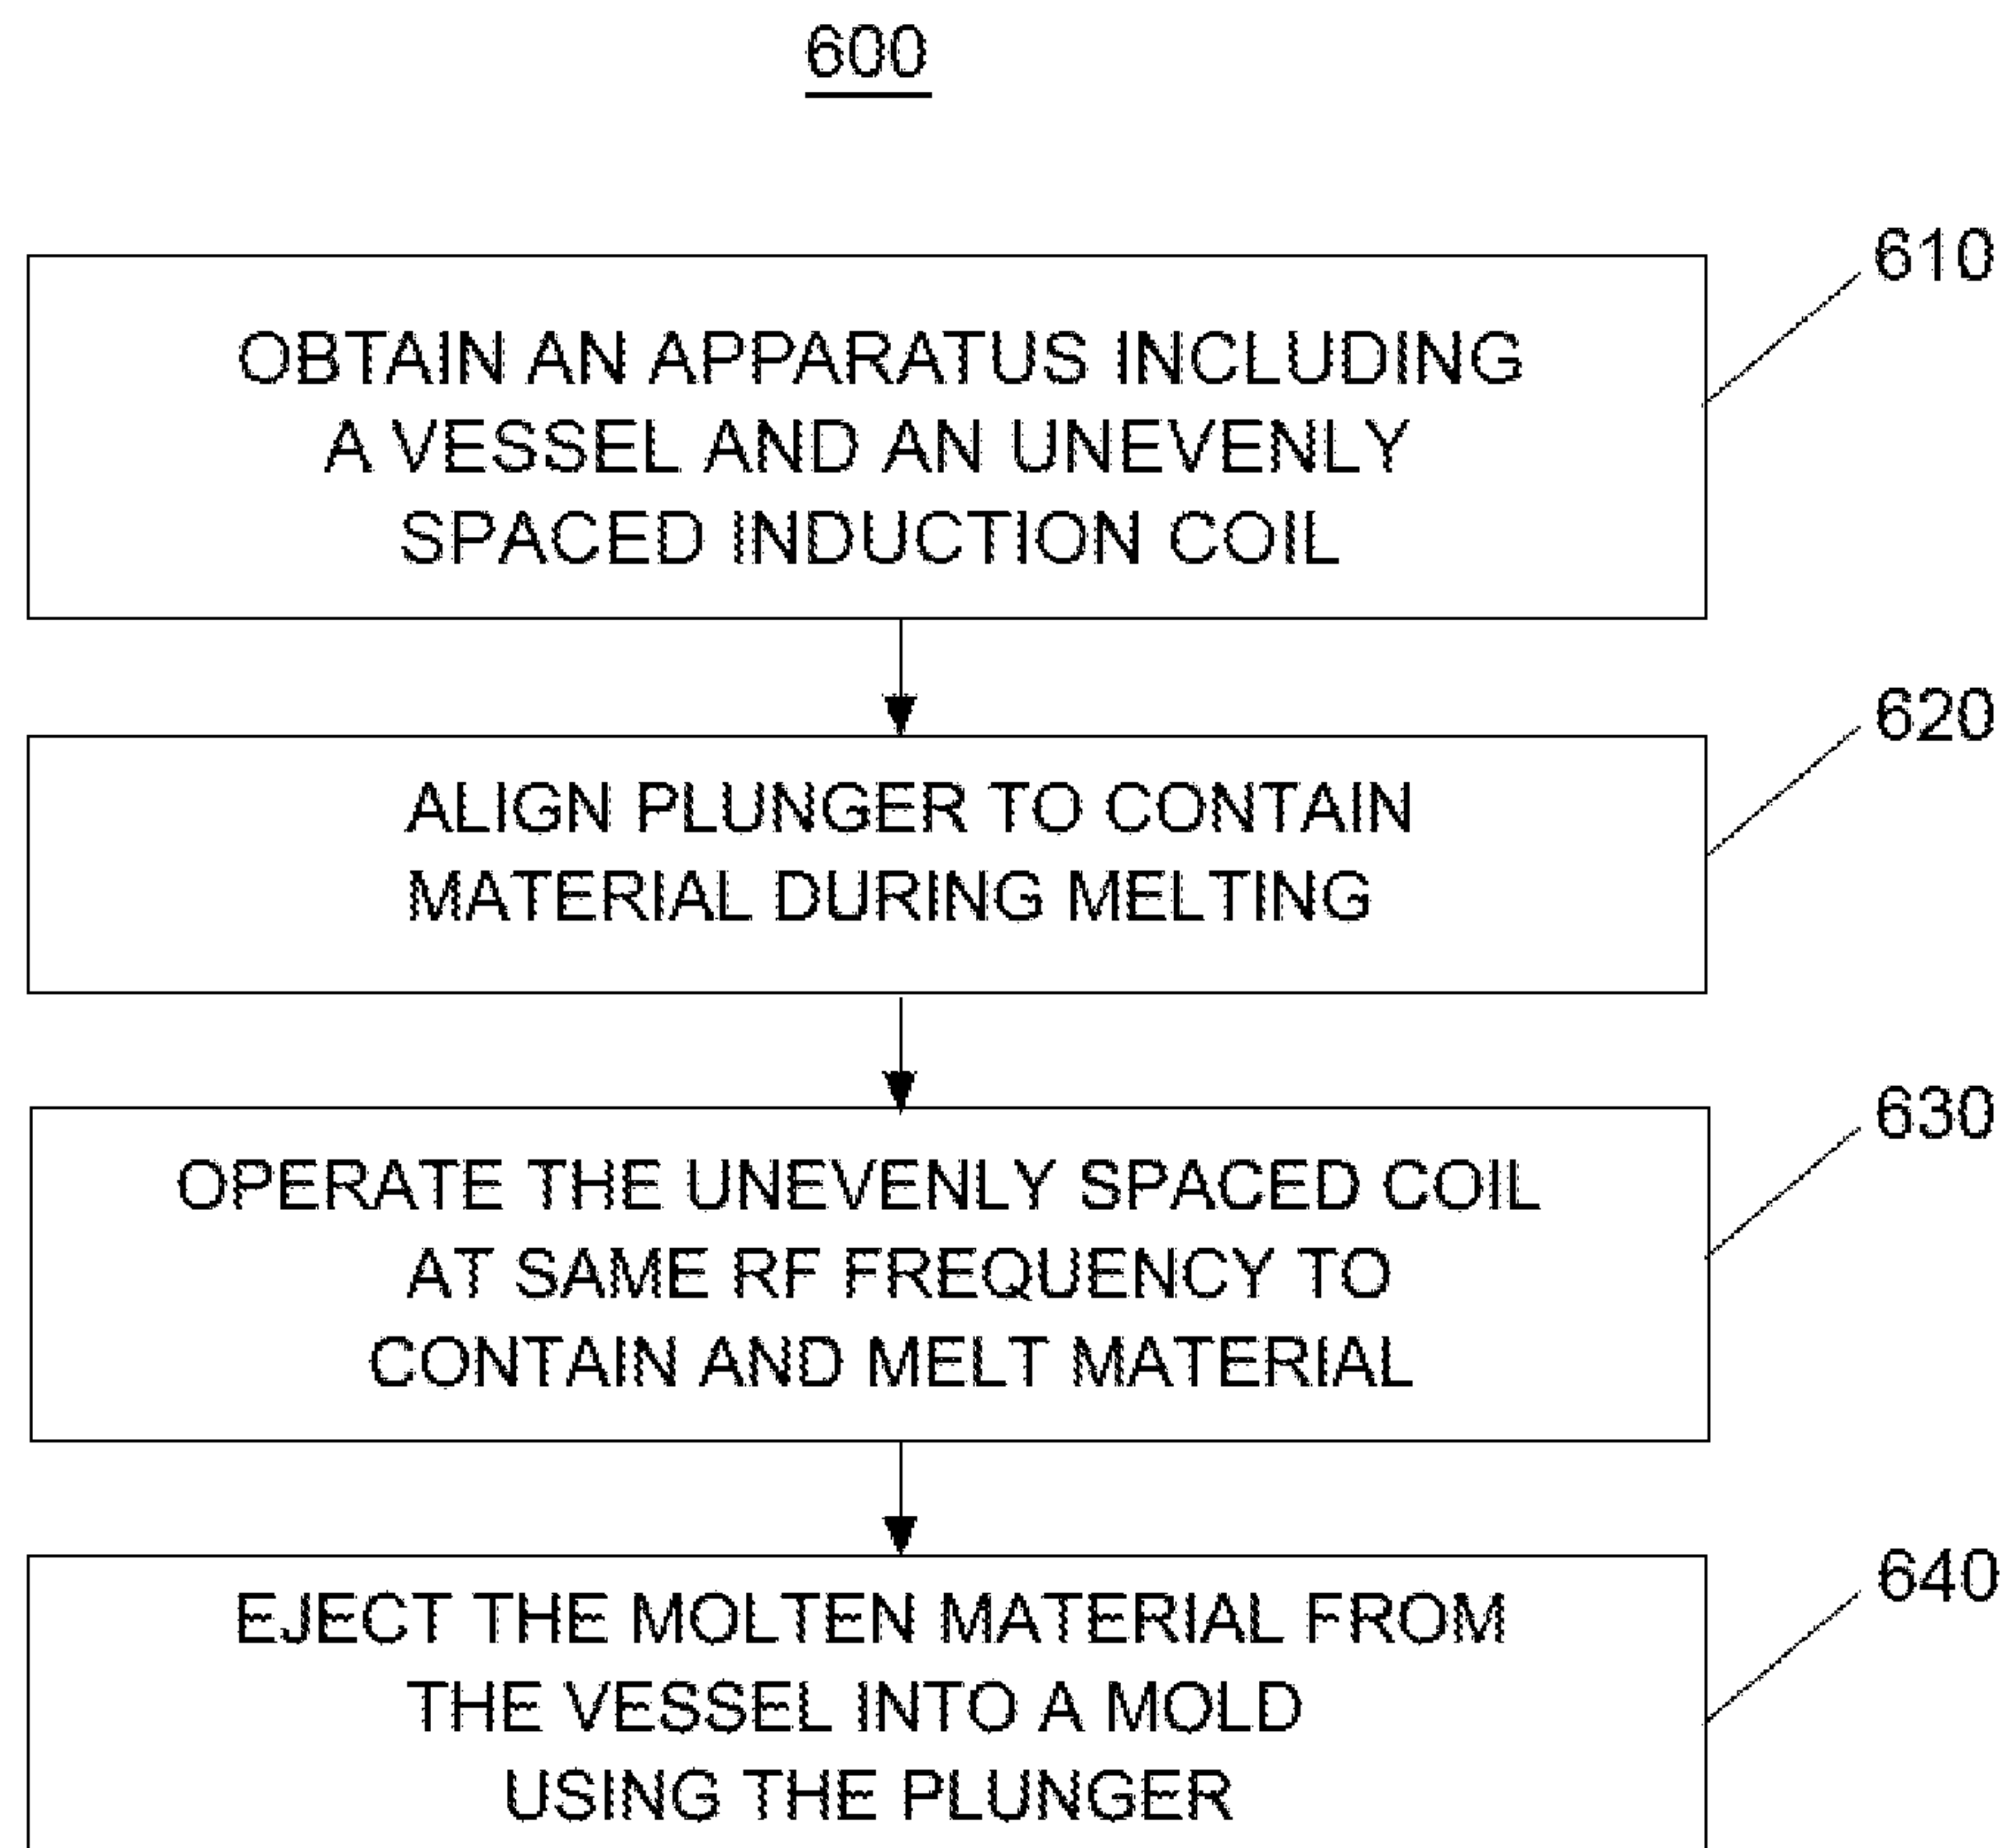 600
610
OBTAIN AN APPARATUS INCLUDING
A VESSEL AND AN UNEVENLY
SPACED INDUCTION COIL
620
ALIGN PLUNGER TO CONTAIN
MATERIAL DURING MELTING
630
OPERATE THE UNEVENLY SPACED COIL
AT SAME RF FREQUENCY TO
CONTAIN AND MELT MATERIAL
640
EJECT THE MOLTEN MATERIAL FROM
THE VESSEL INTO A MOLD
USING THE PLUNGER